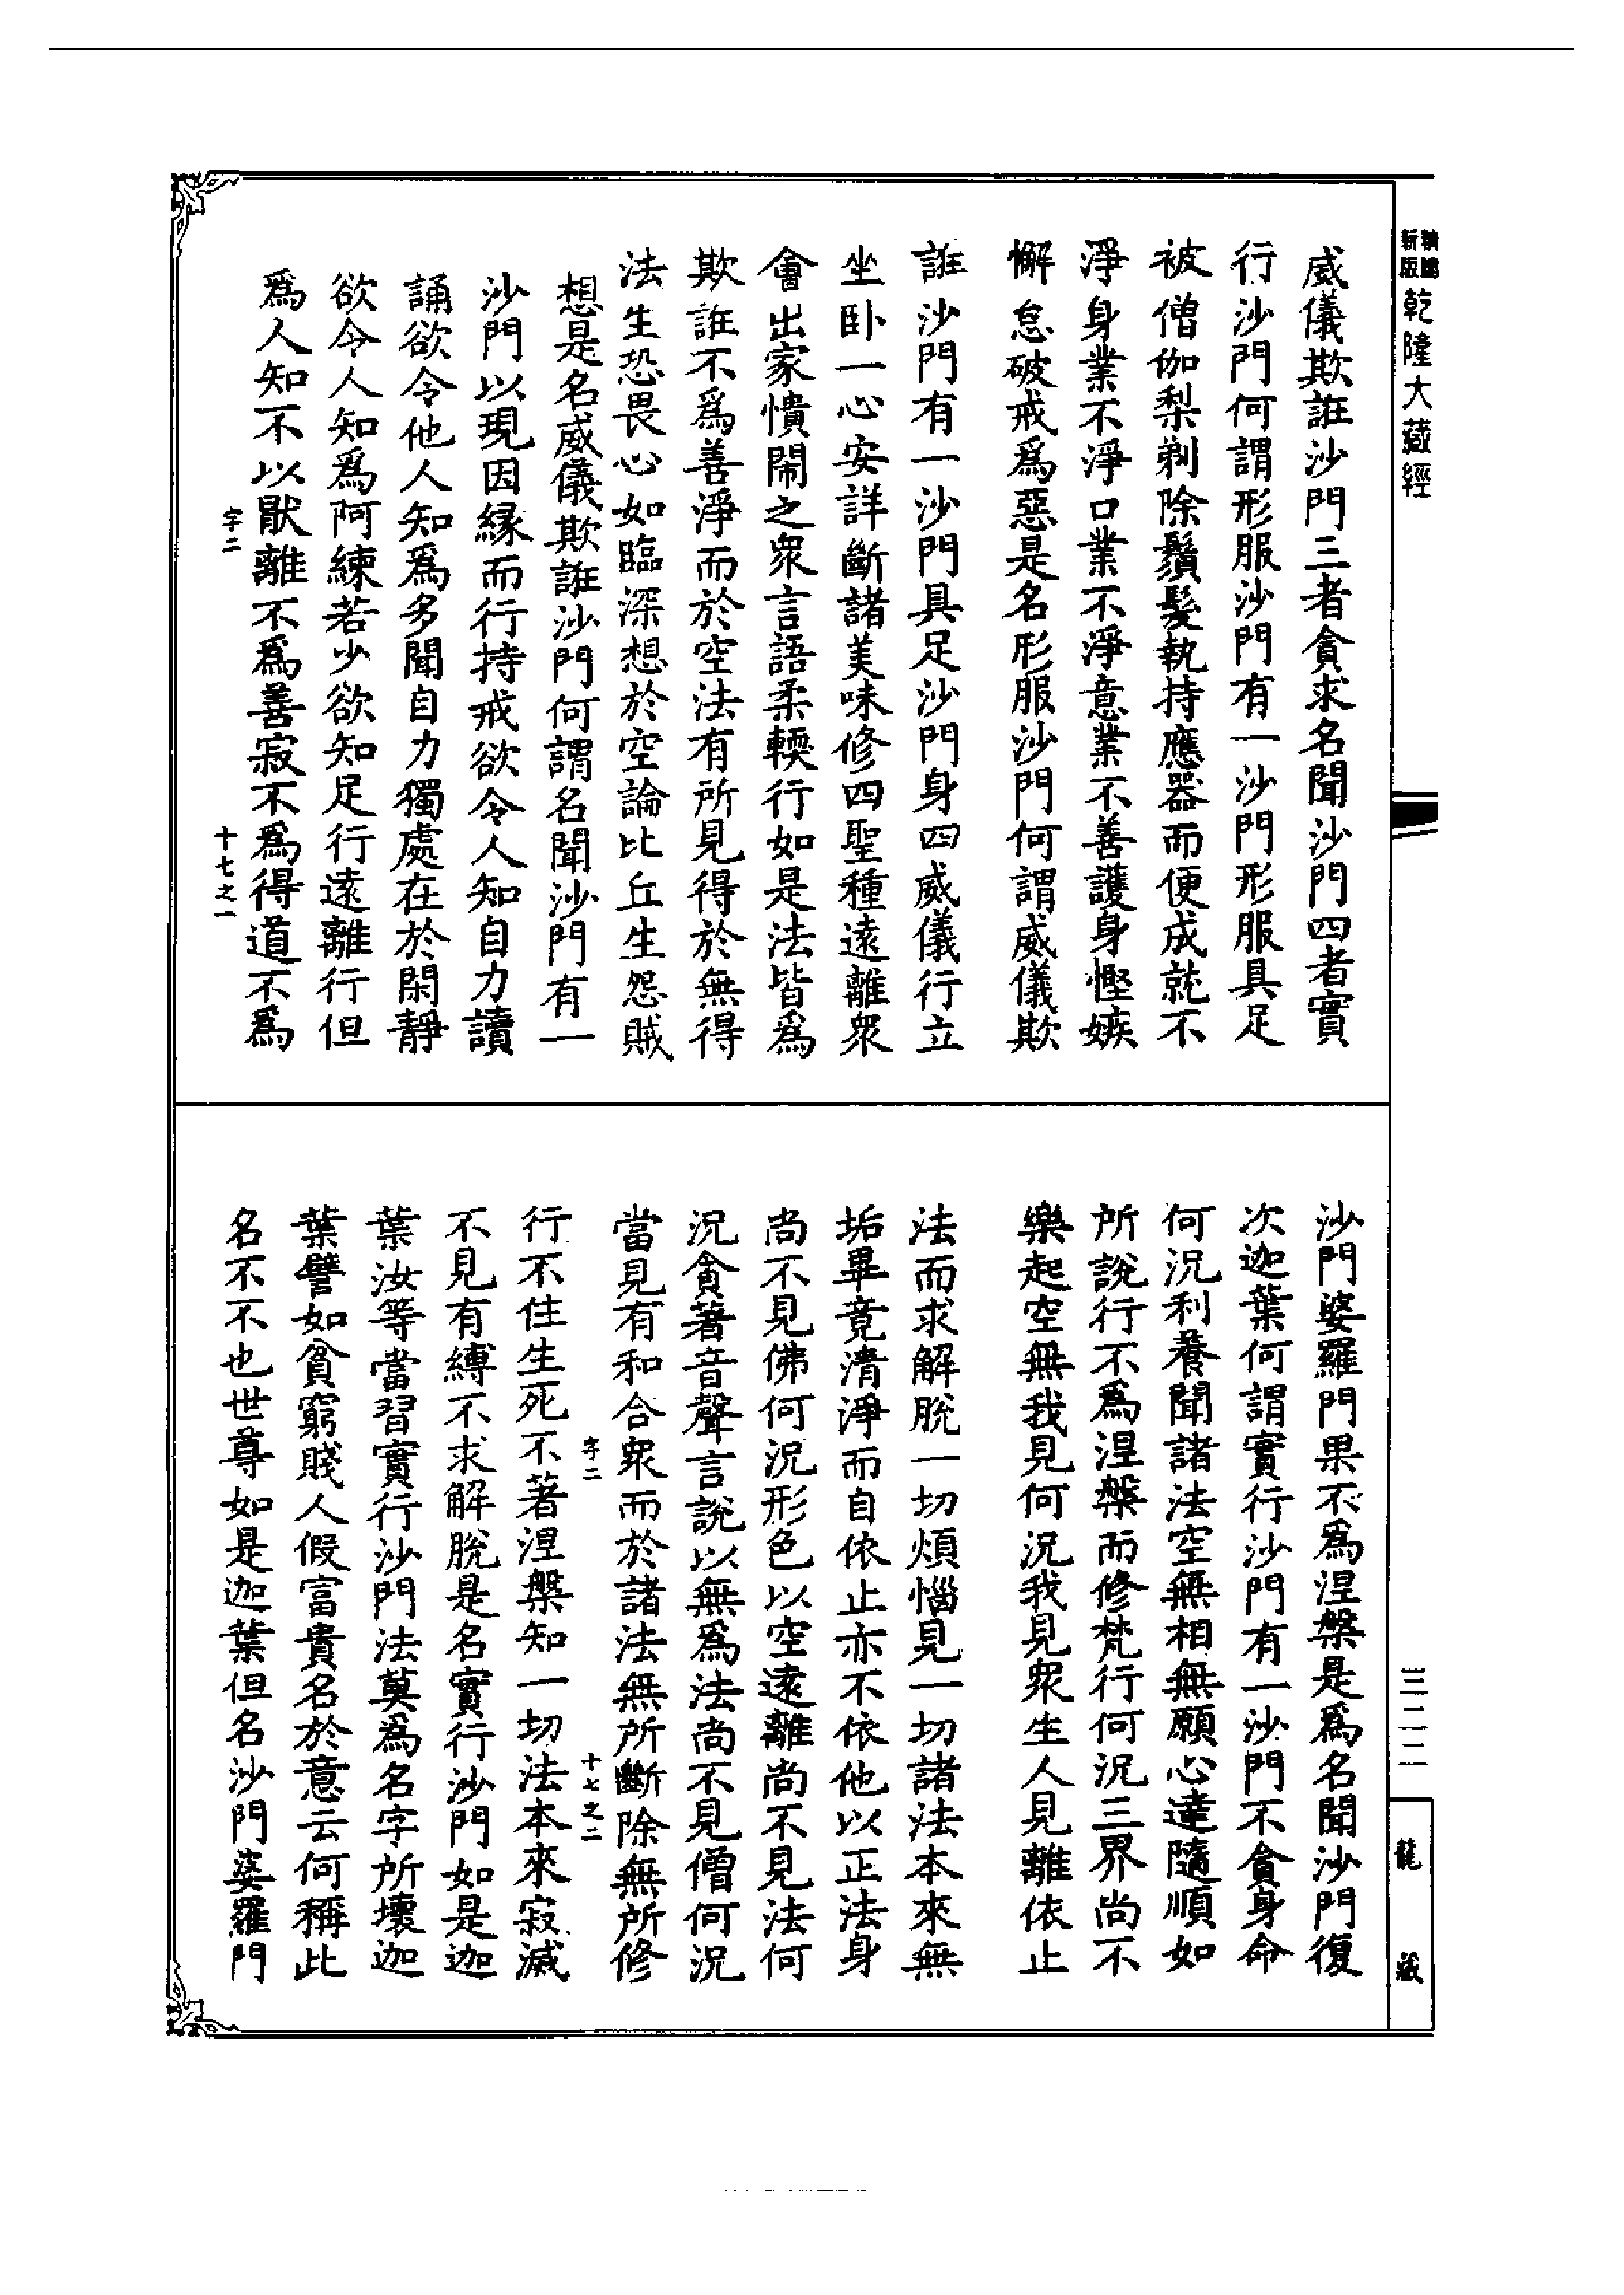 新版
精縮
乾隆大藏經
威儀欺誑沙門三者貪求名聞沙門四者實
行沙門何謂形服沙門有一沙門形服具足
被僧伽梨剃除鬚髮執持應器而便成就不
淨身業不淨口業不淨意業不善護身慳嫉
懈怠破戒爲惡是名形服沙門何謂威儀欺
誑沙門有一沙門具足沙門身四威儀行立
坐卧一心安詳斷諸美味修四聖種遠離衆
會出家憒閙之衆言語柔輭行如是法皆爲
欺誑不爲善淨而於空法有所見得於無得
法生恐畏心如臨深想於空論比丘生怨賊
想是名威儀欺誑沙門何謂名聞沙門有一
沙門以現因緣而行持戒欲令人知自力讀
誦欲令他人知爲多聞自力獨處在於閑靜
欲令人知爲阿練若少欲知足行遠離行但
爲人知不以猒離不爲善寂不爲得道不爲
字二
十七之一
沙門婆羅門果不爲涅槃是爲名聞沙門復
次迦葉何謂實行沙門有一沙門不貪身命
何況利養聞諸法空無相無願心達隨順如
所說行不爲涅槃而修梵行何況三界尚不
樂起空無我見何況我見衆生人見離依止
法而求解脫一切煩惱見一切諸法本來無
垢畢竟清淨而自依止亦不依他以正法身
尚不見佛何況形色以空遠離尚不見法何
況貪著音聲言說以無爲法尚不見僧何況
當見有和合衆而於諸法無所斷除無所修
字二
十七之二
行不住生死不著涅槃知一切法本來寂滅
不見有縛不求解脫是名實行沙門如是迦
葉汝等當習實行沙門法莫爲名字所壞迦
葉譬如貧窮賤人假富貴名於意云何稱此
名不不也世尊如是迦葉但名沙門婆羅門
三二二
龍藏